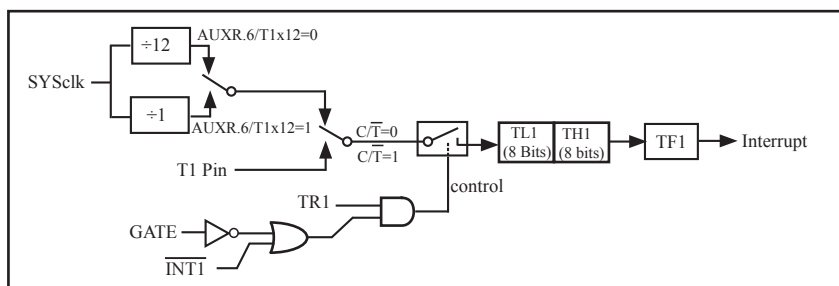 ÷12
AUXR.6/T1x12=0
SYSclk
÷1
AUXR.6/T1x12=1
C/T̅=0
C/T̅=1
T1 Pin
TL1
(8 Bits)
TH1
(8 bits)
TF1
Interrupt
control
TR1
GATE
I̅N̅T̅1̅